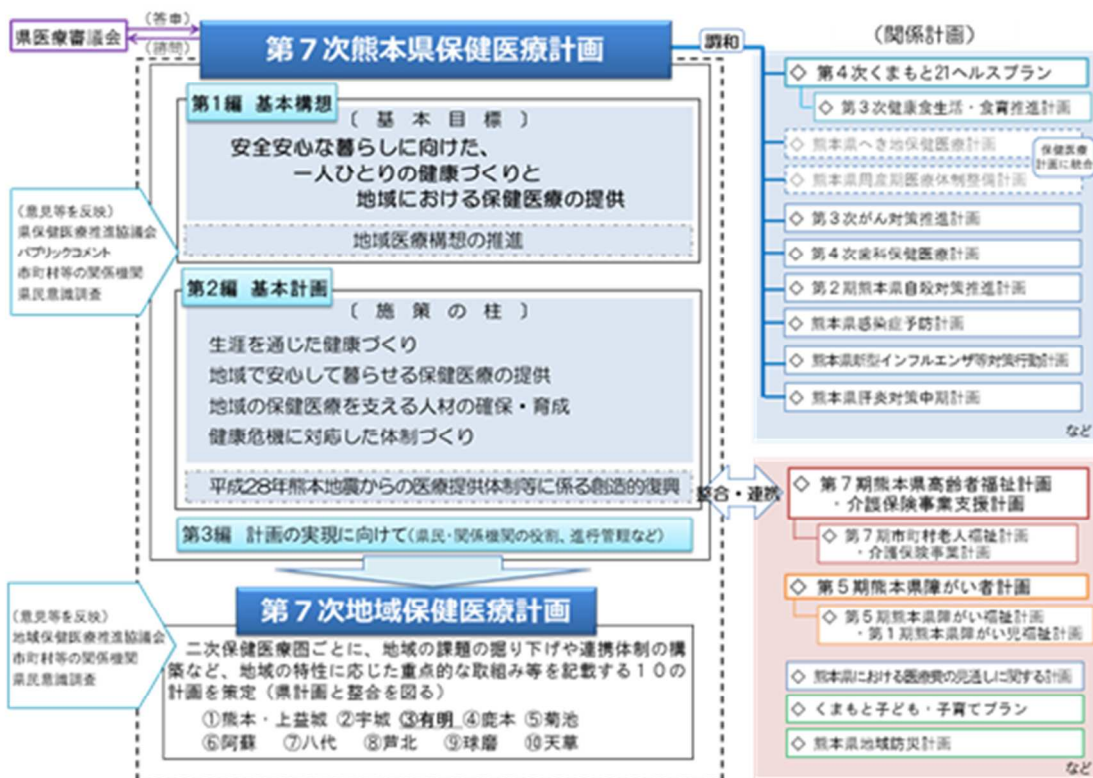 (答申)
県医療審議会
(諮問)
第7次熊本県保健医療計画
調和
(関係計画)
第1編 基本構想
〔 基 本 目 標 〕
安全安心な暮らしに向けた、
一人ひとりの健康づくりと
地域における保健医療の提供
地域医療構想の推進
(意見等を反映)
県保健医療推進協議会
パブリックコメント
市町村等の関係機関
県民意識調査
第2編 基本計画
〔 施 策 の 柱 〕
生涯を通じた健康づくり
地域で安心して暮らせる保健医療の提供
地域の保健医療を支える人材の確保・育成
健康危機に対応した体制づくり
平成28年熊本地震からの医療提供体制等に係る創造的復興
整合・連携
第3編 計画の実現に向けて(県民・関係機関の役割、進行管理など)
第7次地域保健医療計画
(意見等を反映)
地域保健医療推進協議会
市町村等の関係機関
県民意識調査
二次保健医療圏ごとに、地域の課題の掘り下げや連携体制の構
築など、地域の特性に応じた重点的な取組み等を記載する10の
計画を策定(県計画と整合を図る)
①熊本・上益城 ②宇城 ③有明 ④鹿本 ⑤菊池
⑥阿蘇 ⑦八代 ⑧芦北 ⑨球磨 ⑩天草
◇ 第4次くまもと21ヘルスプラン
◇ 第3次健康食生活・食育推進計画
◇ 熊本県へき地保健医療計画
保健医療
計画に統合
◇ 熊本県周産期医療体制整備計画
◇ 第3次がん対策推進計画
◇ 第4次歯科保健医療計画
◇ 第2期熊本県自殺対策推進計画
◇ 熊本県感染症予防計画
◇ 熊本県新型インフルエンザ等対策行動計画
◇ 熊本県肝炎対策中期計画
など
◇ 第7期熊本県高齢者福祉計画
・介護保険事業支援計画
◇ 第7期市町村老人福祉計画
・介護保険事業計画
◇ 第5期熊本県障がい者計画
◇ 第5期熊本県障がい福祉計画
・第1期熊本県障がい児福祉計画
◇ 熊本県における医療費の見通しに関する計画
◇ くまもと子ども・子育てプラン
◇ 熊本県地域防災計画
など